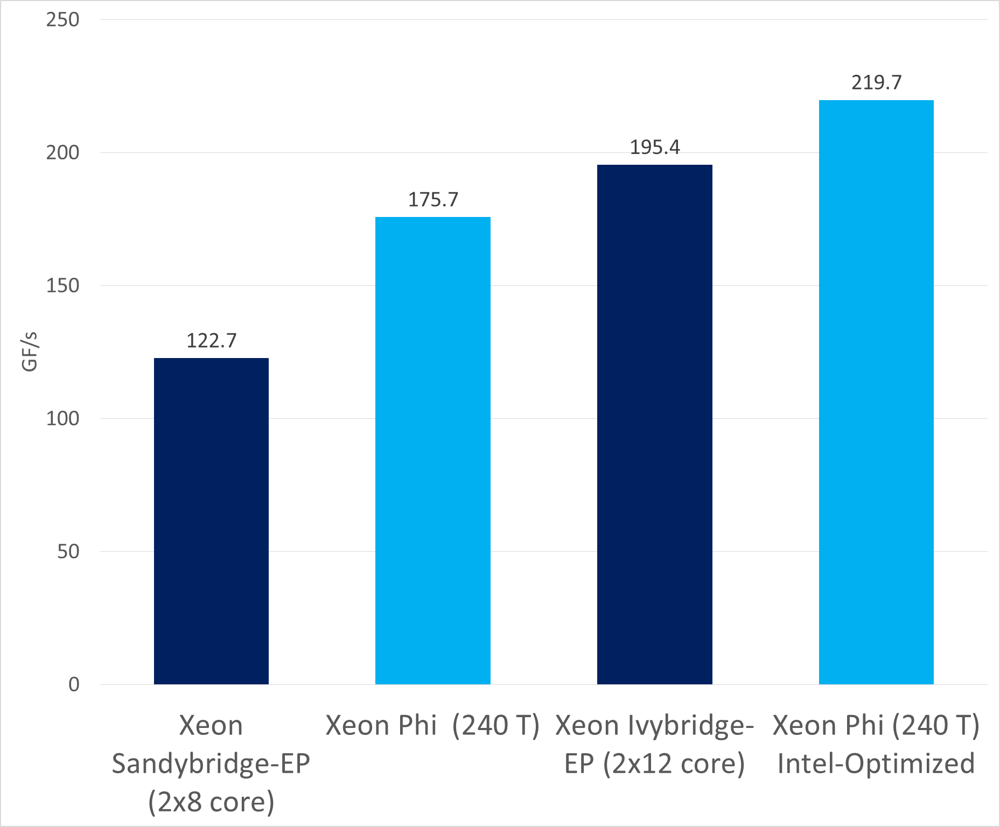 250
200
150
100
50
0
GF/s
122.7
175.7
195.4
219.7
Xeon
Sandybridge-EP
(2x8 core)
Xeon Phi  (240 T)
Xeon Ivybridge-
EP (2x12 core)
Xeon Phi (240 T)
Intel-Optimized